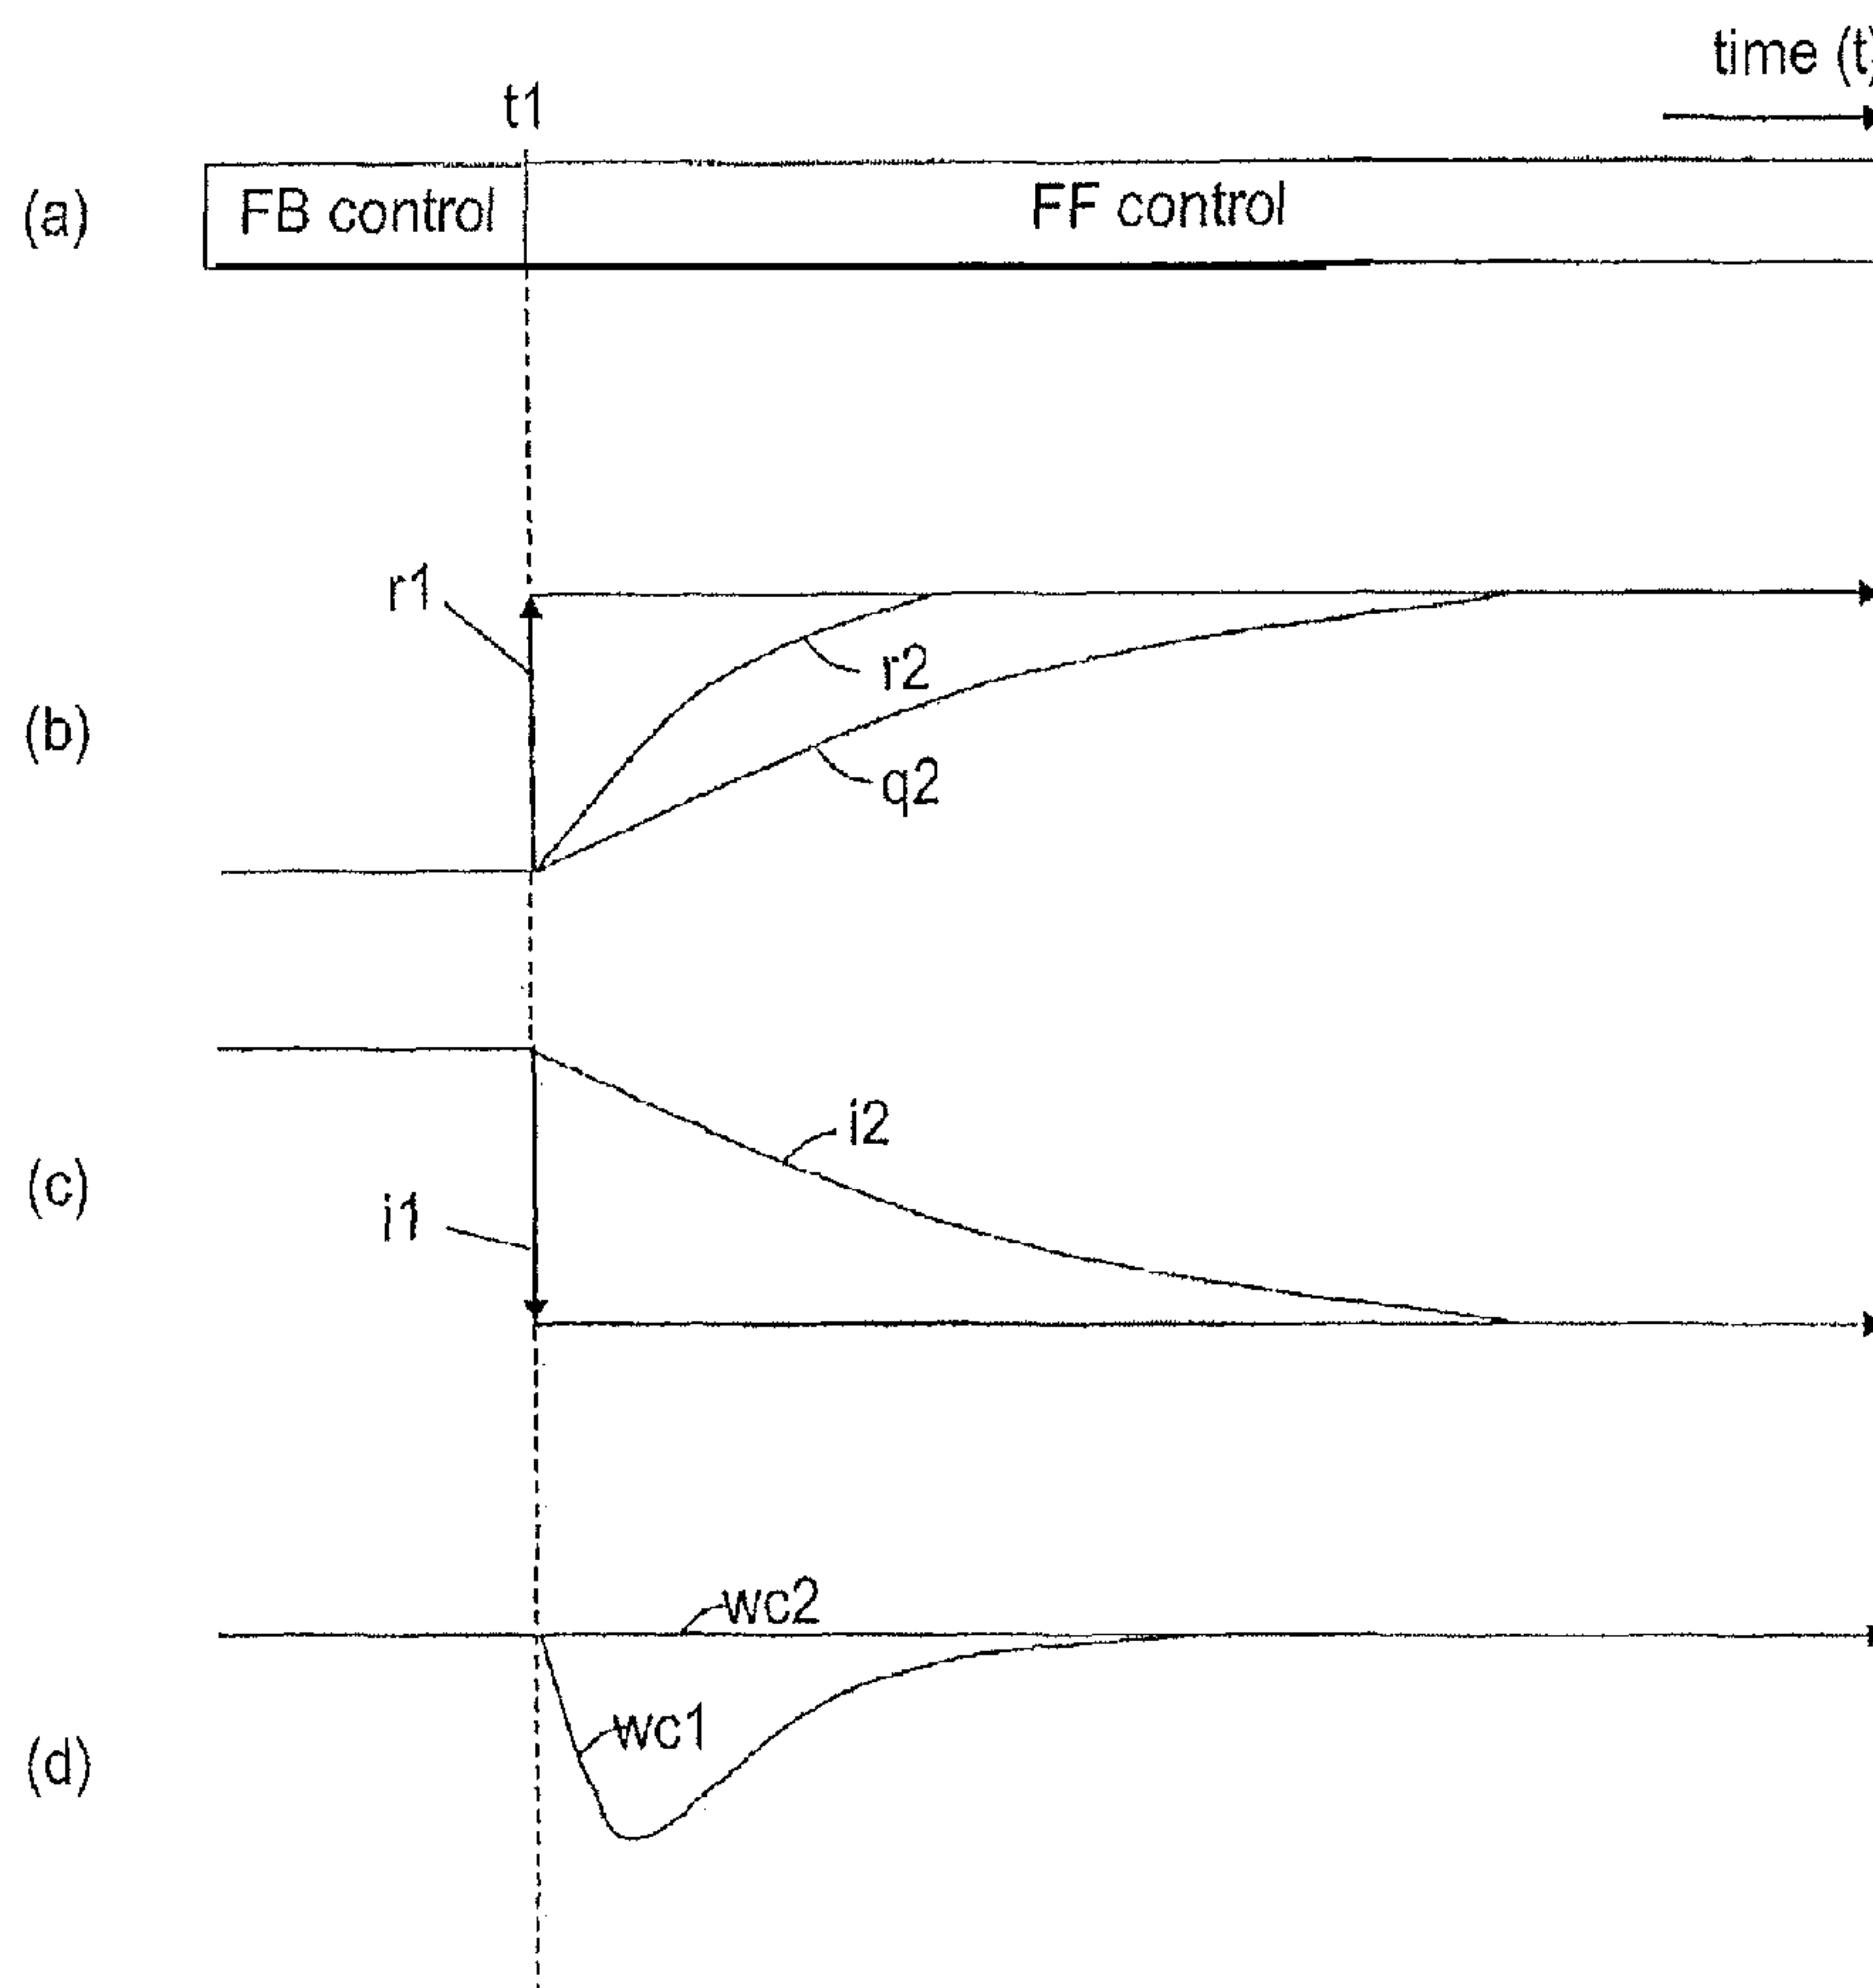 time (t)
t1
(a)
FB control
FF control
r1
r2
(b)
q2
i2
(c)
i1
wc2
wc1
(d)